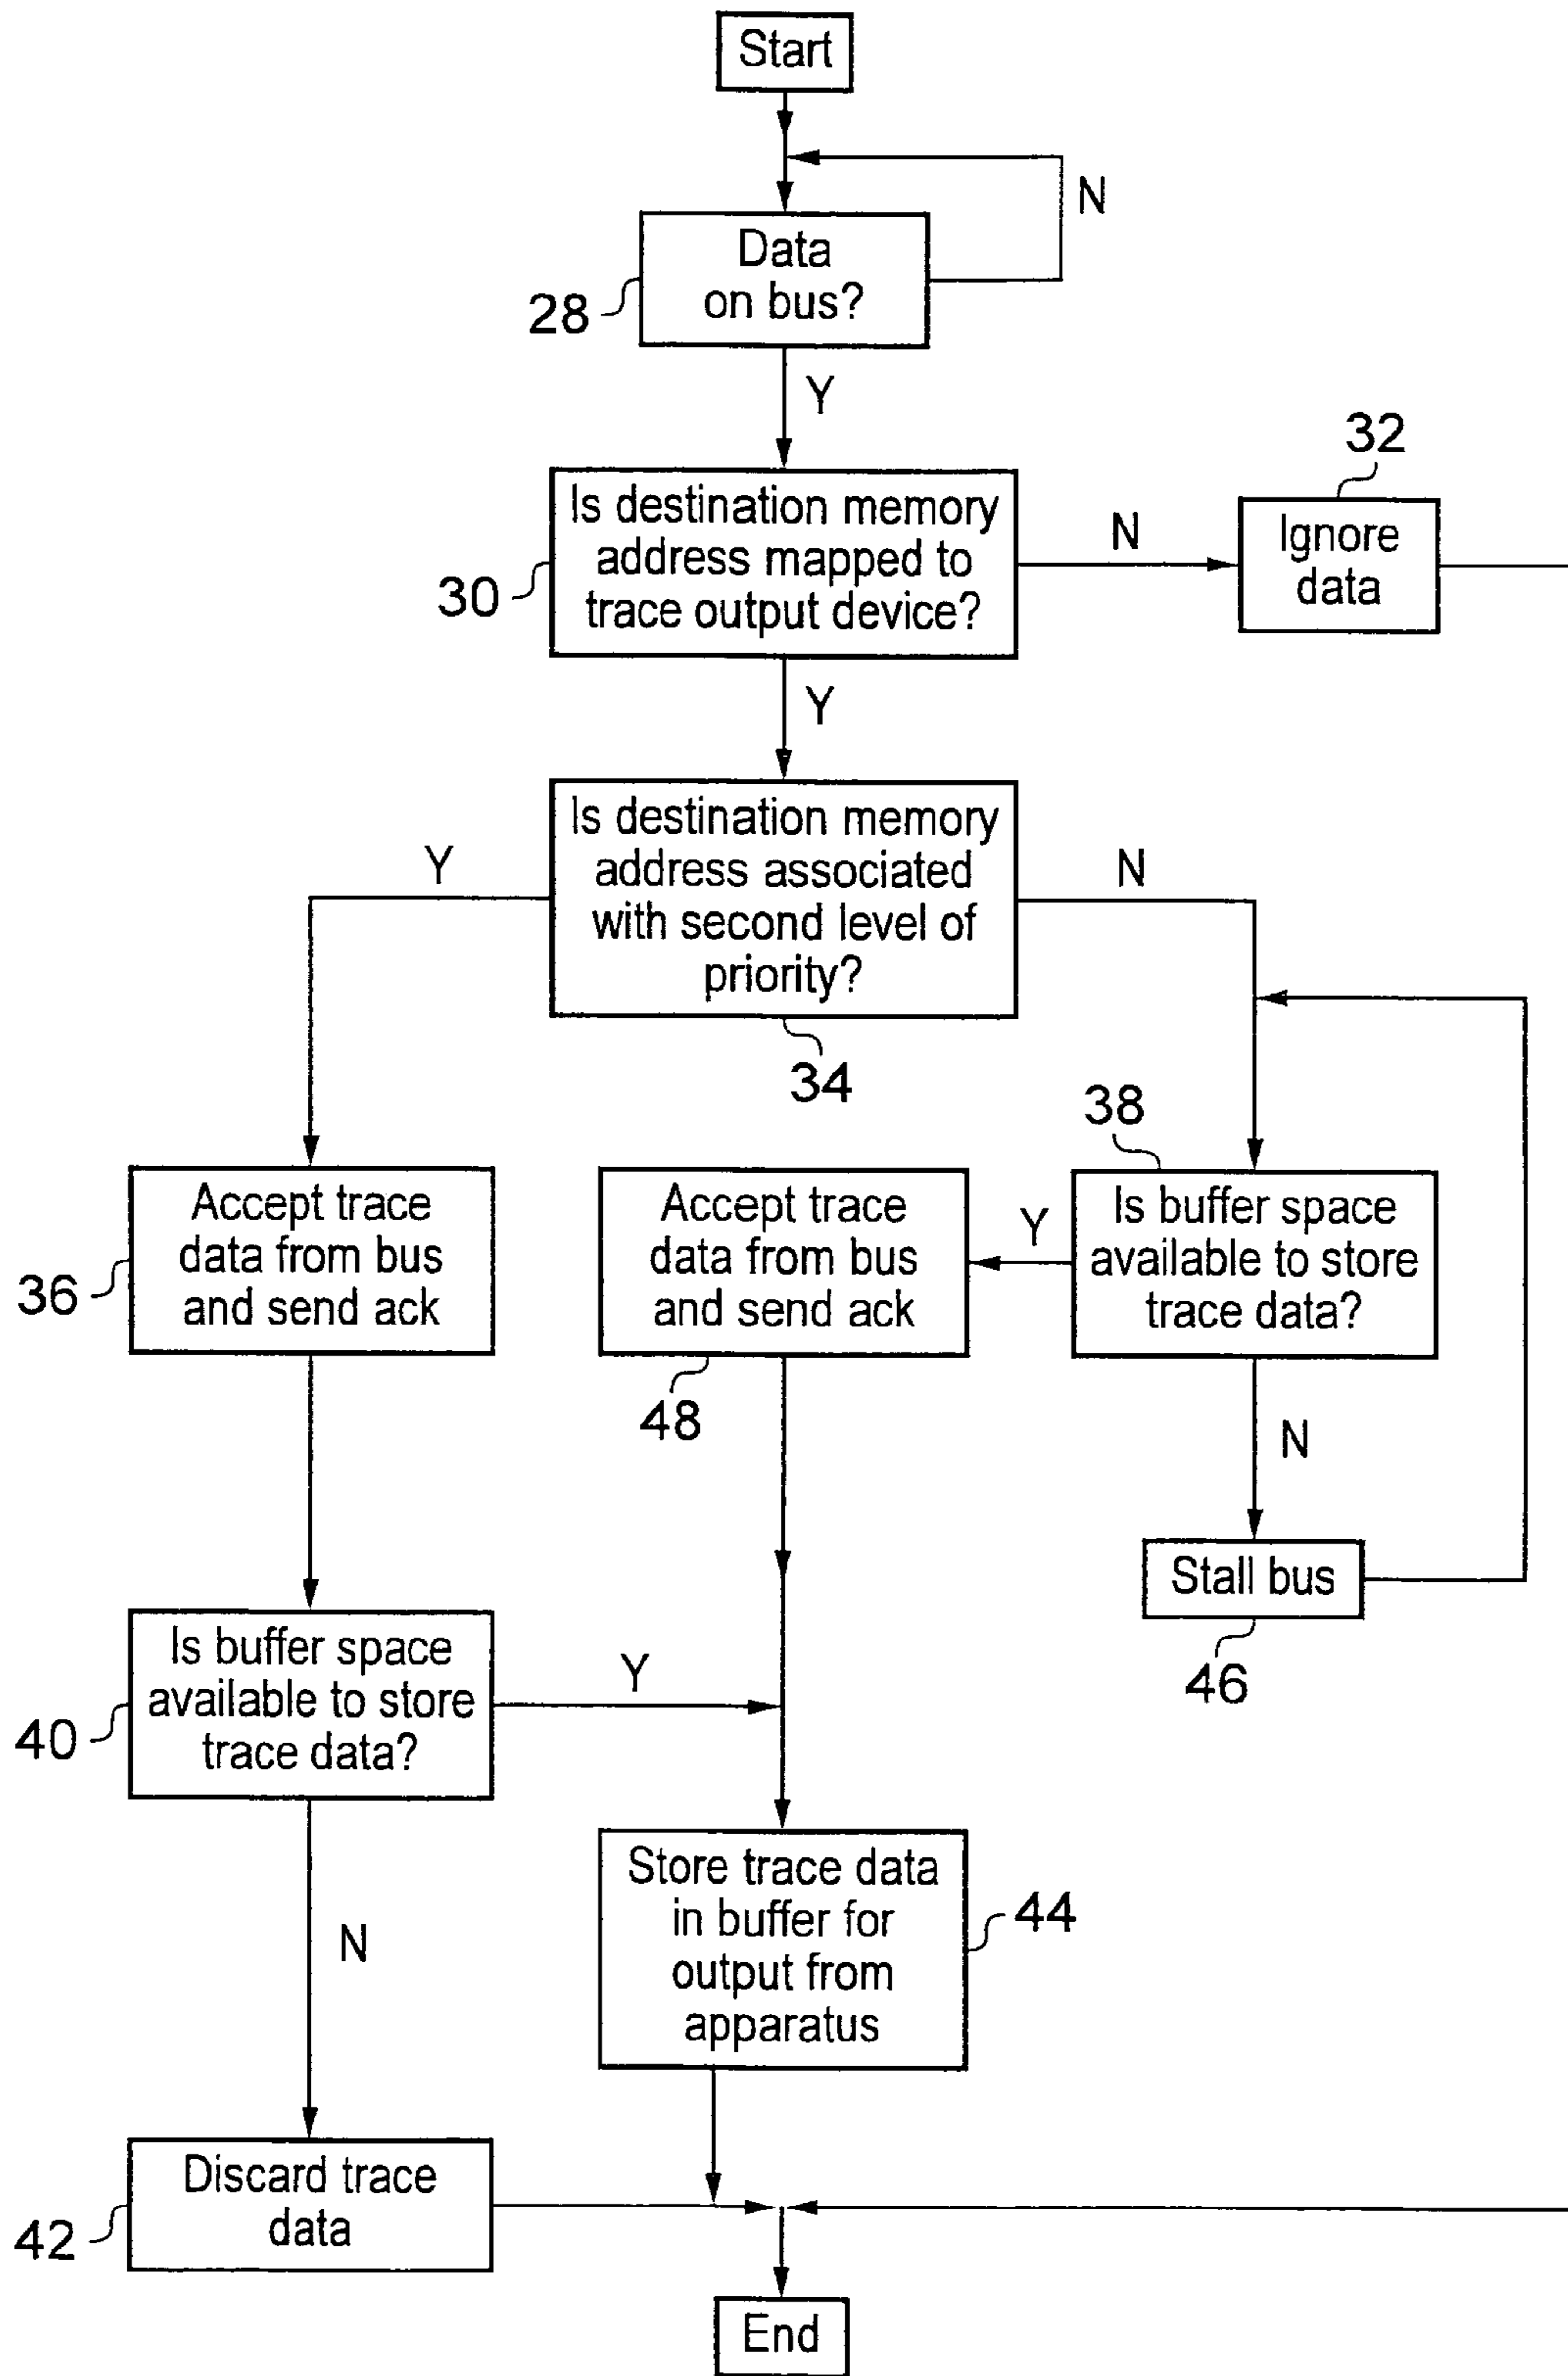 Start
N
Data
on bus?
28
Y
Is destination memory
address mapped to
trace output device?
30
N
32
Ignore
data
Y
Is destination memory
address associated
with second level of
priority?
Y
N
34
38
Accept trace
data from bus
and send ack
36
Accept trace
data from bus
and send ack
48
Y
Is buffer space
available to store
trace data?
N
Stall bus
46
Is buffer space
available to store
trace data?
40
Y
N
Store trace data
in buffer for
output from
apparatus
44
Discard trace
data
42
End